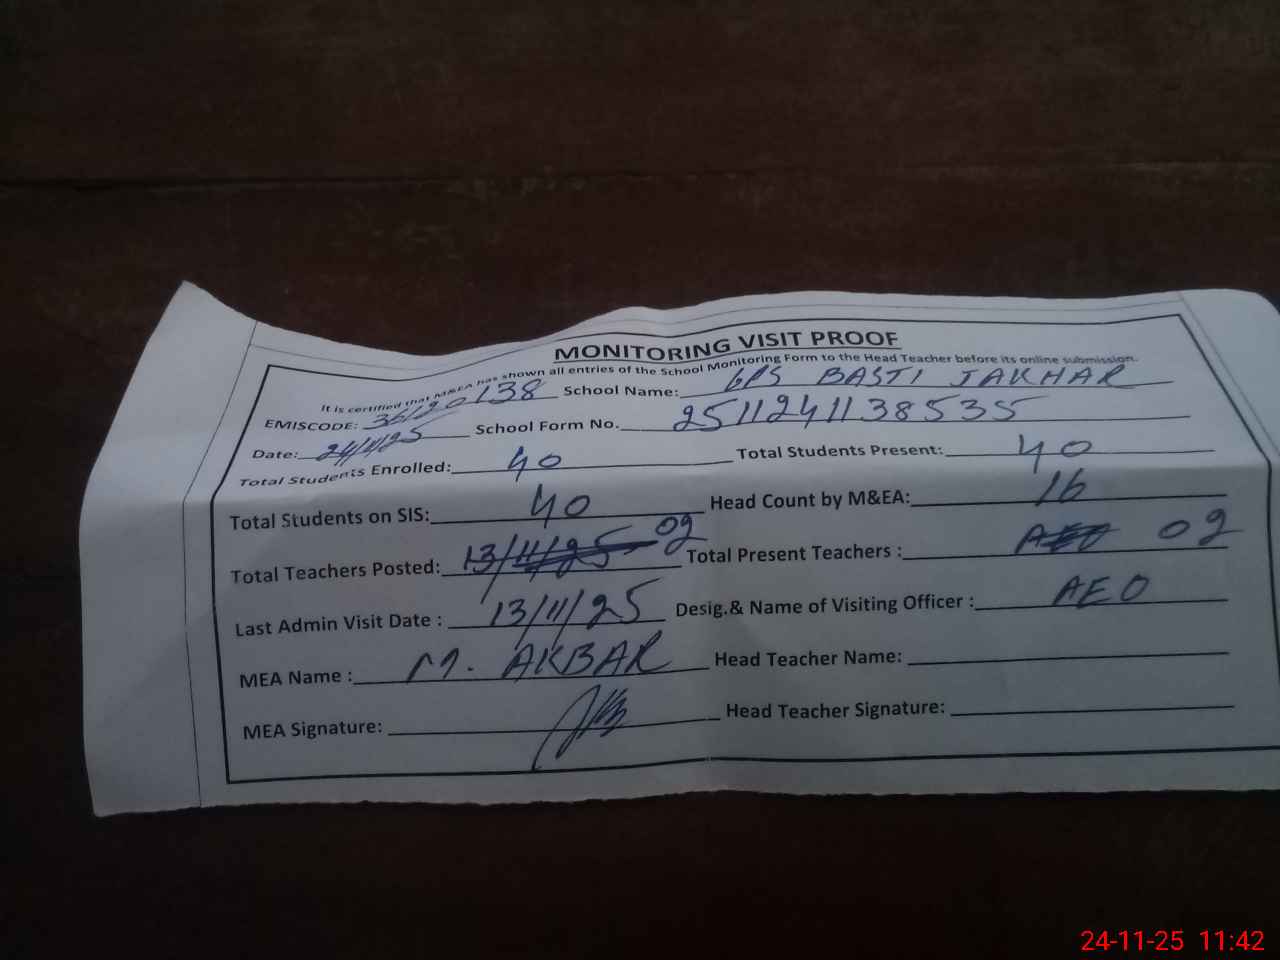 MONITORING VISIT PROOF
It is certified that M&EA has shown all entries of the School Monitoring Form to the Head Teacher before its online submission.
EMISCODE: 36120138 School Name: GPS BASTI JAKHAR
Date: 24/11/25 School Form No. 2511241138535
Total Students Enrolled: 40 Total Students Present: 40
Total Students on SIS: 40 Head Count by M&EA: 16
Total Teachers Posted: 13/11/25 02 Total Present Teachers : AEO 02
Last Admin Visit Date : 13/11/25 Desig.& Name of Visiting Officer : AEO
MEA Name : M. AKBAR Head Teacher Name:
MEA Signature: Head Teacher Signature:
24-11-25 11:42